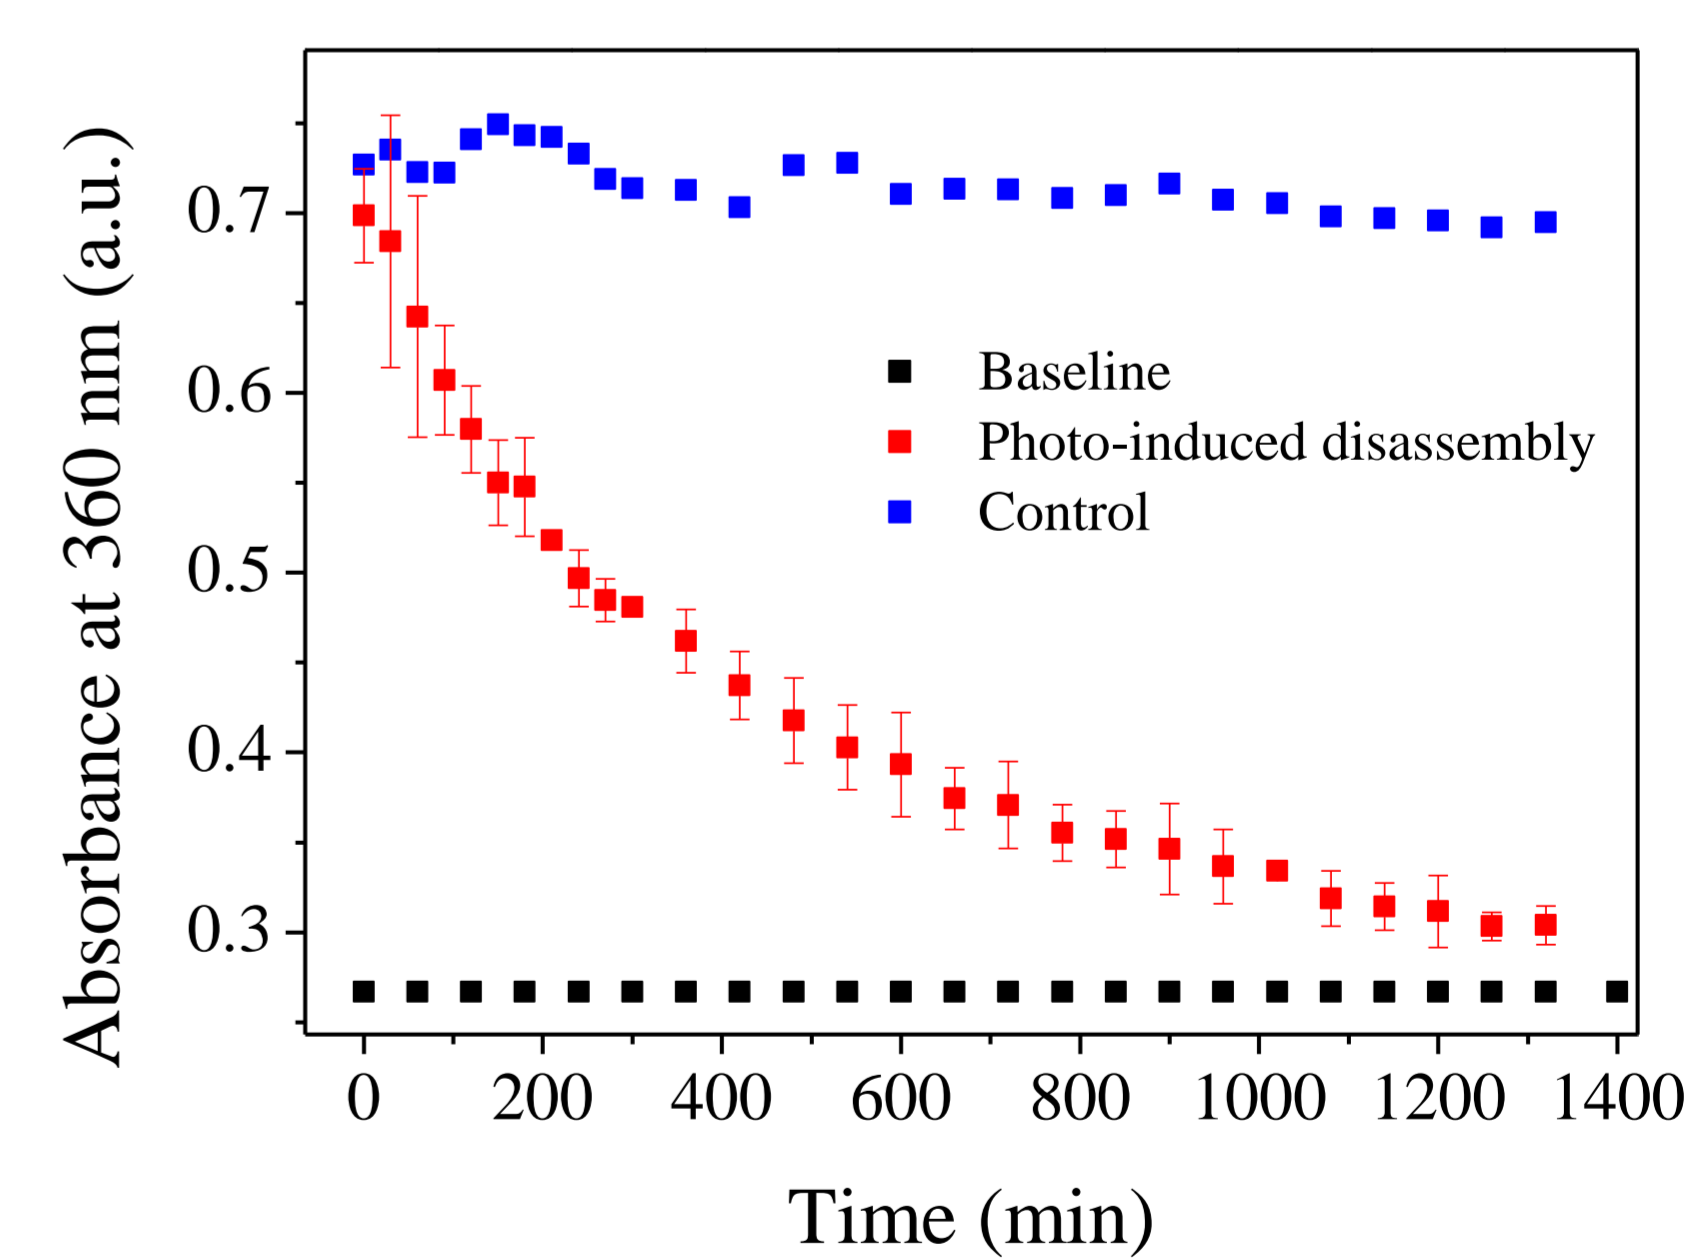 Absorbance at 360 nm (a.u.)
0.7
0.6
0.5
0.4
0.3
Baseline
Photo-induced disassembly
Control
0 200 400 600 800 1000 1200 1400
Time (min)